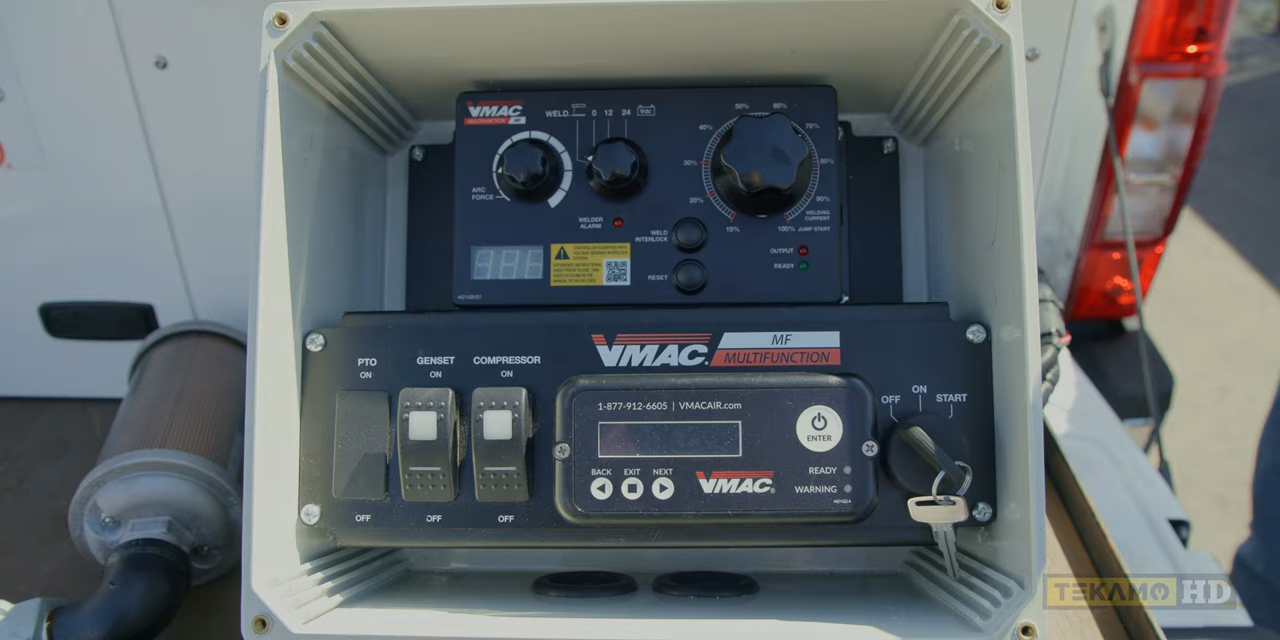 VMAC
MULTIFUNCTION MF
WELD. 0 12 24 Vdc
ARC
FORCE
WELDER
ALARM
WELD
INTERLOCK
RESET
10%
20%
30%
40%
50%
60%
70%
80%
90%
100%
WELDING
CURRENT
JUMP START
OUTPUT
READY
VMAC. MF
MULTIFUNCTION
PTO
ON
OFF
GENSET
ON
OFF
COMPRESSOR
ON
OFF
1-877-912-6605 | VMACAIR.com
ENTER
BACK EXIT NEXT
VMAC
READY
WARNING
OFF ON START
TEKAMO HD